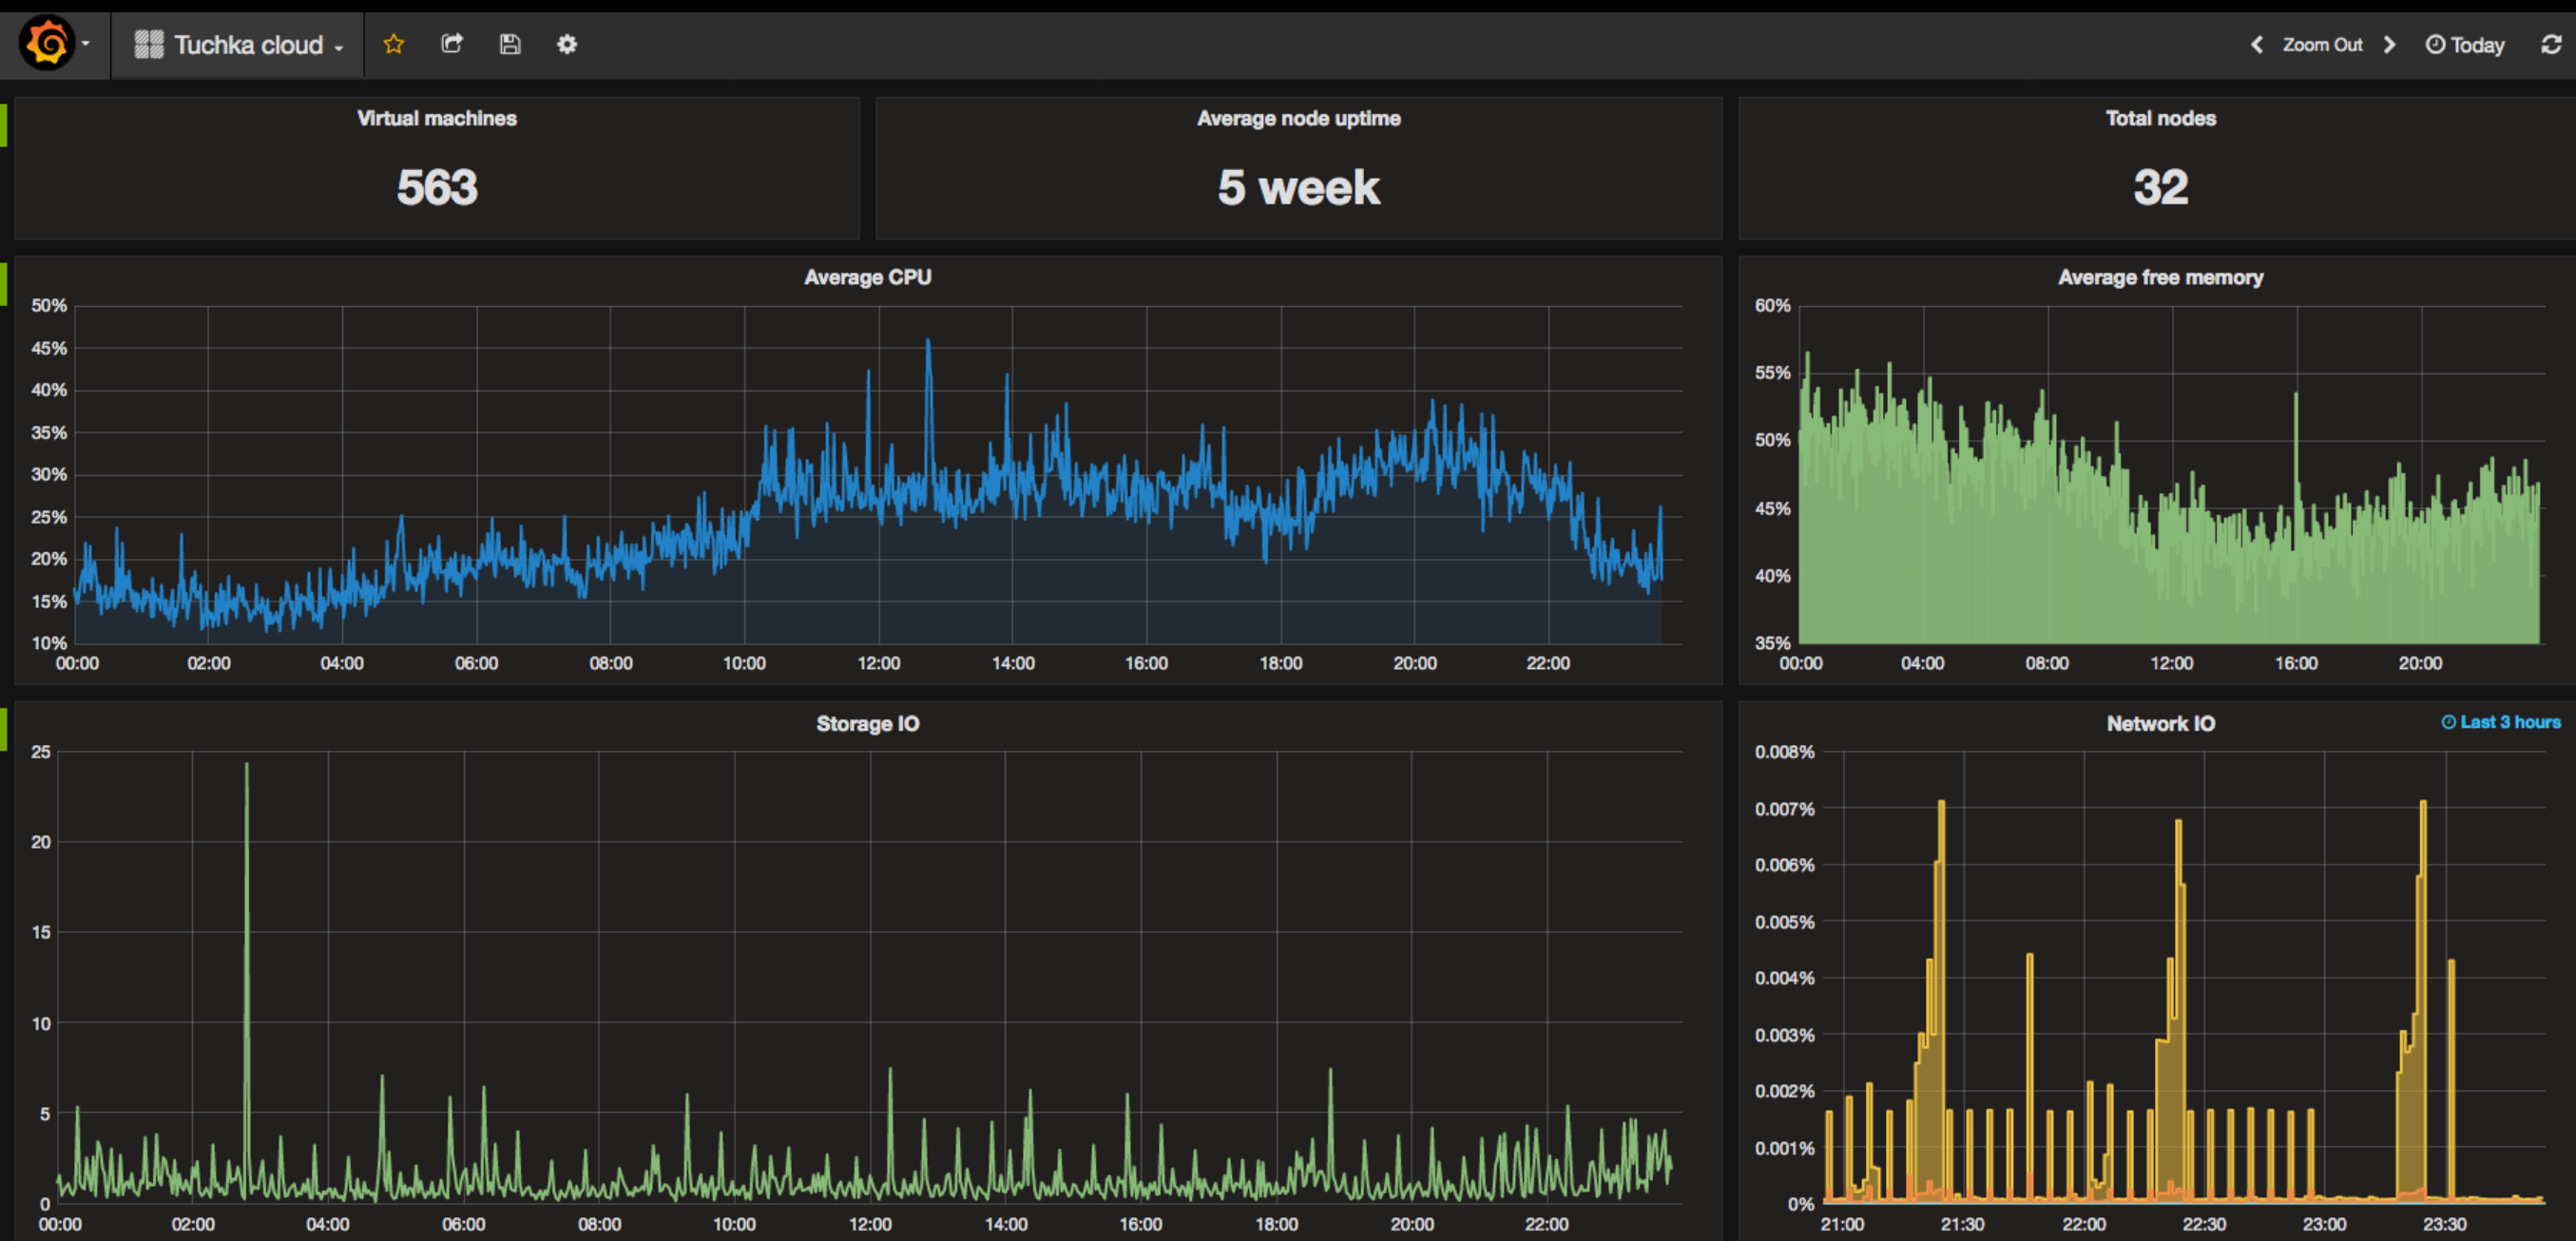 Tuchka cloud
Zoom Out
Today
Virtual machines
563
Average node uptime
5 week
Total nodes
32
Average CPU
50%
45%
40%
35%
30%
25%
20%
15%
10%
00:00 02:00 04:00 06:00 08:00 10:00 12:00 14:00 16:00 18:00 20:00 22:00
Average free memory
60%
55%
50%
45%
40%
35%
00:00 04:00 08:00 12:00 16:00 20:00
Storage IO
25
20
15
10
5
0
00:00 02:00 04:00 06:00 08:00 10:00 12:00 14:00 16:00 18:00 20:00 22:00
Network IO
Last 3 hours
0.008%
0.007%
0.006%
0.005%
0.004%
0.003%
0.002%
0.001%
0%
21:00 21:30 22:00 22:30 23:00 23:30